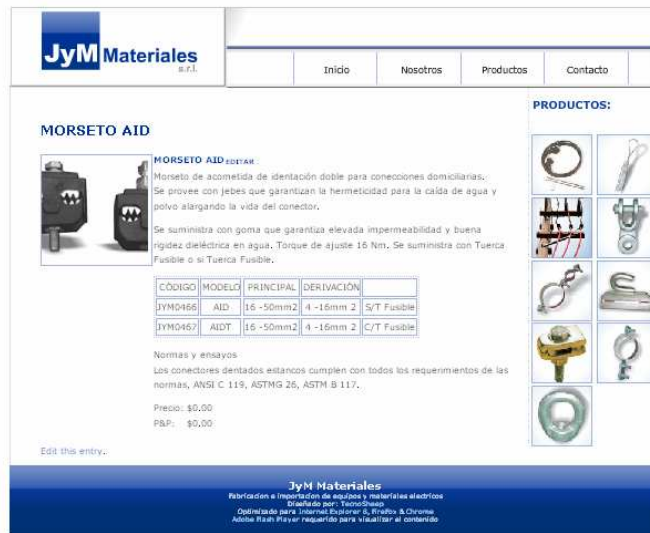 JyM Materiales
s.r.l.
Inicio Nosotros Productos Contacto
PRODUCTOS:
MORSETO AID
MORSETO AID EDITAR :
Morseto de acometida de identación doble para conecciones domiciliarias.
Se provee con jebes que garantizan la hermeticidad para la caída de agua y
polvo alargando la vida del conector.
Se suministra con goma que garantiza elevada impermeabilidad y buena
rigidez dieléctrica en agua. Torque de ajuste 16 Nm. Se suministra con Tuerca
Fusible o si Tuerca Fusible.
CÓDIGO MODELO PRINCIPAL DERIVACIÓN
JYM0466 AID 16 -50mm2 4 -16mm 2 S/T Fusible
JYM0467 AIDT 16 -50mm2 4 -16mm 2 C/T Fusible
Normas y ensayos
Los conectores dentados estancos cumplen con todos los requerimientos de las
normas, ANSI C 119, ASTMG 26, ASTM B 117.
Precio: $0.00
P&P: $0.00
Edit this entry.
JyM Materiales
Fabricacion e importacion de equipos y materiales electricos
Diseñado por: TecnoSheep
Optimizado para Internet Explorer 8, FireFox & Chrome
Adobe Flash Player requerido para visualizar el contenido